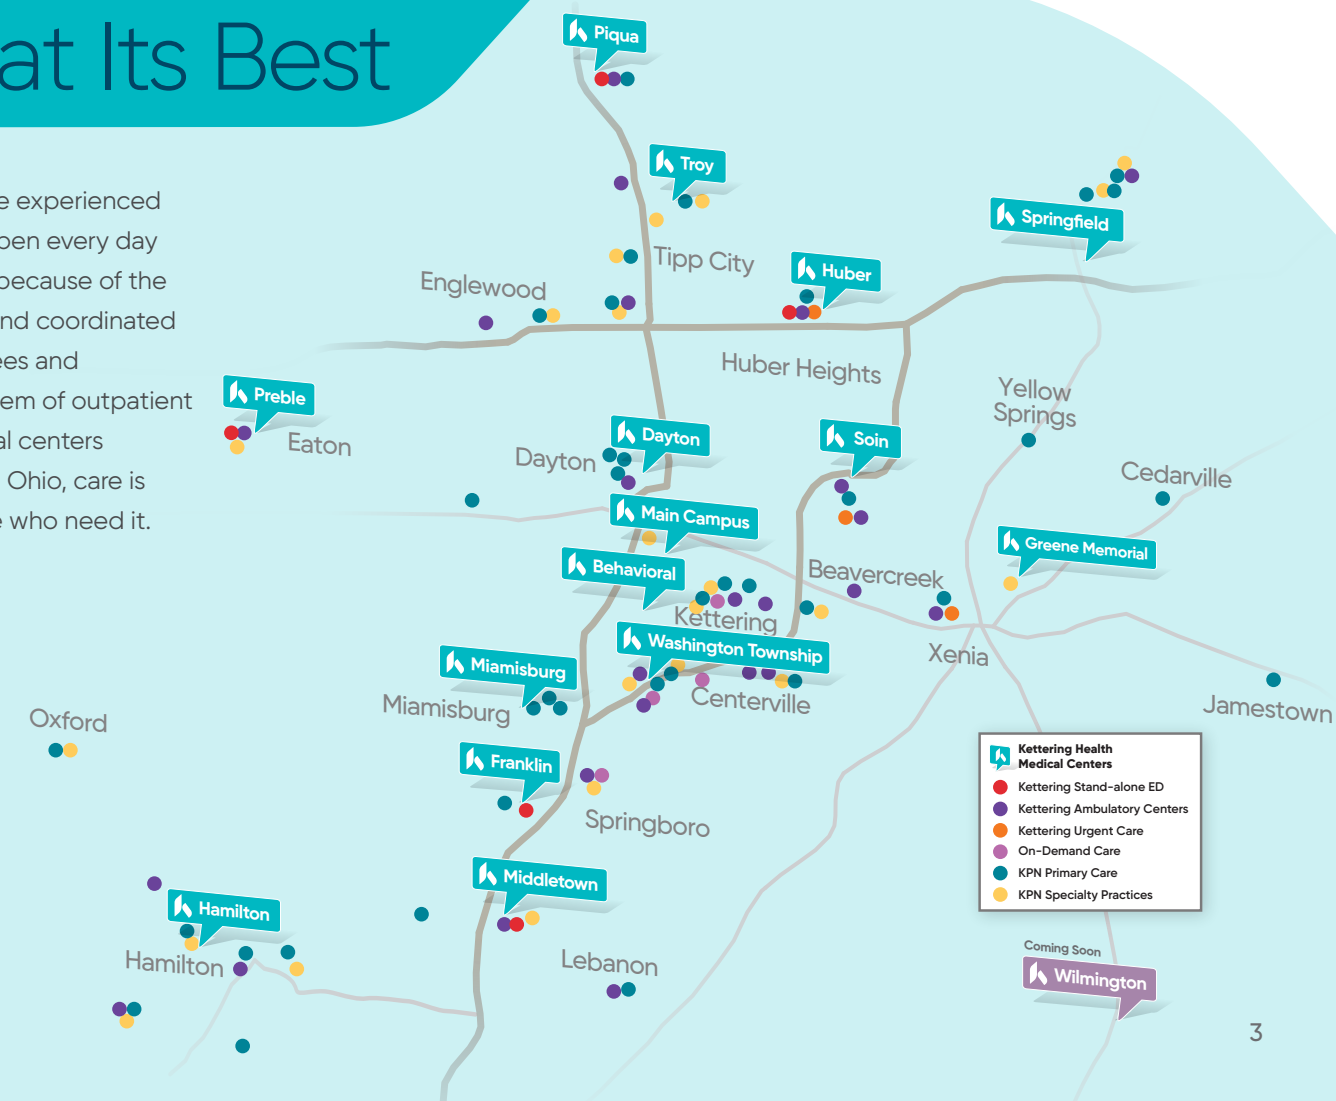 at Its Best
e experienced
pen every day
because of the
nd coordinated
ees and
em of outpatient
al centers
Ohio, care is
e who need it.
Piqua
Troy
Springfield
Tipp City
Huber
Englewood
Huber Heights
Preble
Eaton
Yellow
Springs
Dayton
Dayton
Soin
Cedarville
Main Campus
Greene Memorial
Behavioral
Beavercreek
Kettering
Washington Township
Xenia
Miamisburg
Miamisburg
Centerville
Jamestown
Oxford
Franklin
Springboro
Kettering Health
Medical Centers
Kettering Stand-alone ED
Kettering Ambulatory Centers
Kettering Urgent Care
On-Demand Care
KPN Primary Care
KPN Specialty Practices
Middletown
Hamilton
Hamilton
Lebanon
Coming Soon
Wilmington
3